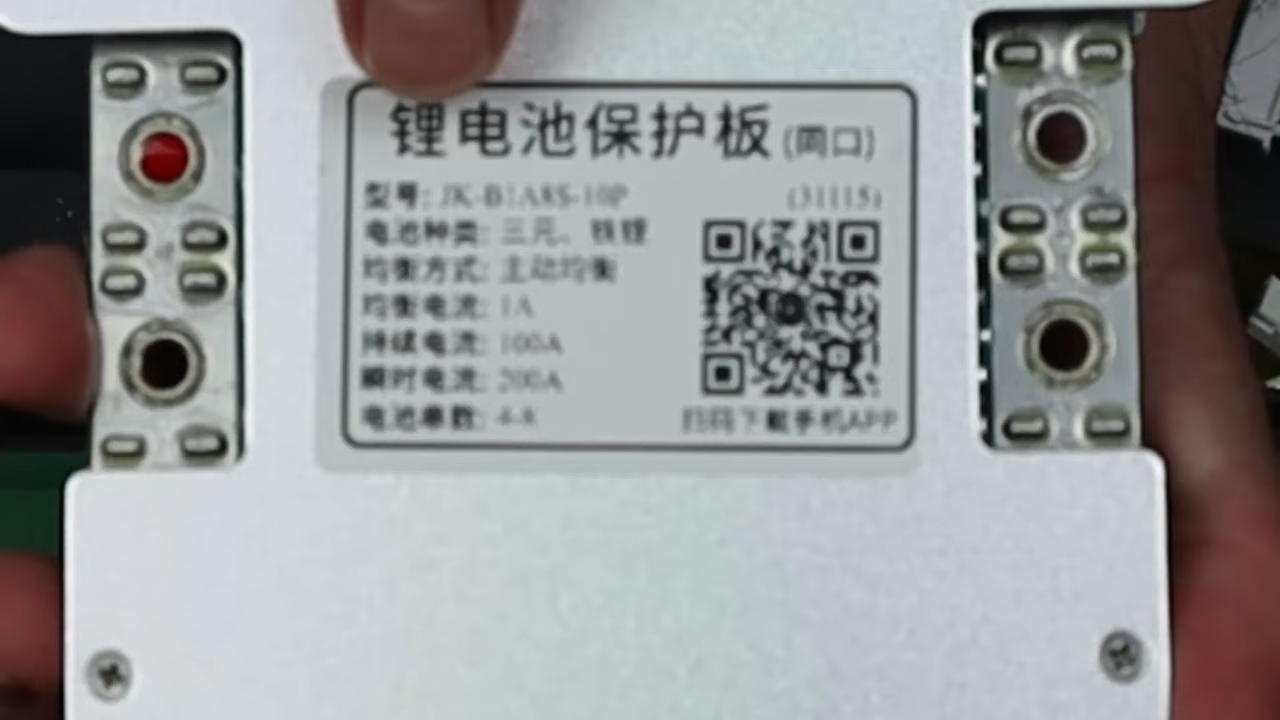 锂电池保护板(同口)
型号: JK-B1A8S-10P (31115)
电池种类: 三元、铁锂
均衡方式: 主动均衡
均衡电流: 1A
持续电流: 100A
瞬时电流: 200A
电池串数: 4-8
扫码下载手机APP